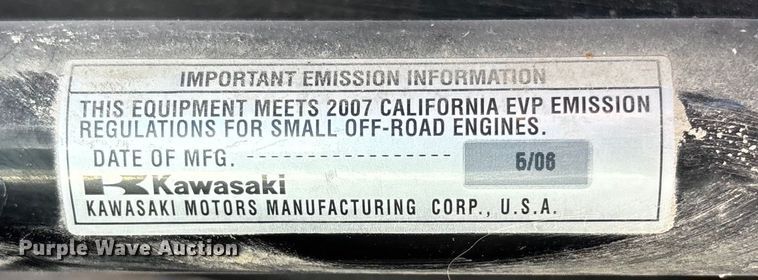 IMPORTANT EMISSION INFORMATION
THIS EQUIPMENT MEETS 2007 CALIFORNIA EVP EMISSION
REGULATIONS FOR SMALL OFF-ROAD ENGINES.
DATE OF MFG. - - - - - - - - - - - - - - - - - - - 5/06
Kawasaki
KAWASAKI MOTORS MANUFACTURING CORP., U.S.A.
Purple Wave Auction